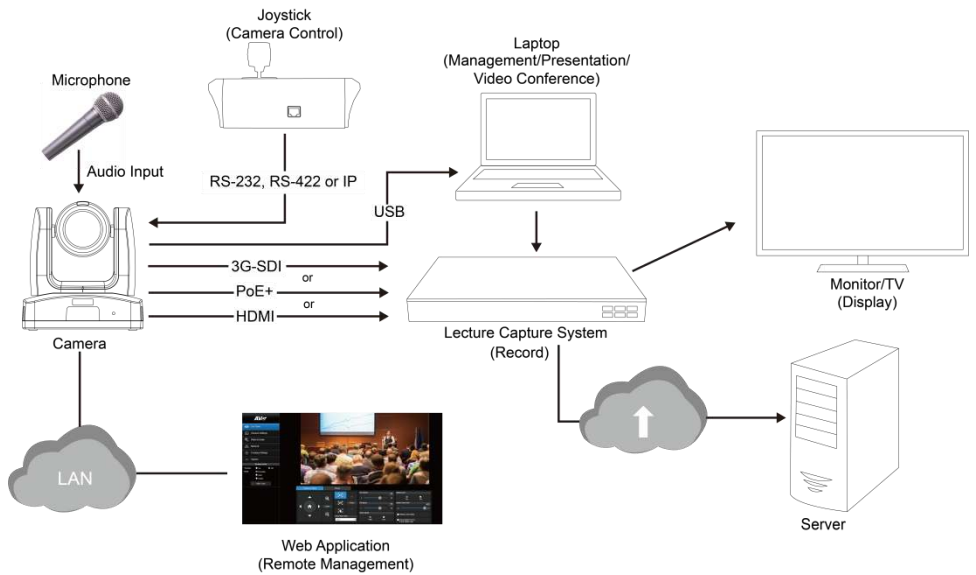 Joystick
(Camera Control)
Laptop
(Management/Presentation/
Video Conference)
Microphone
Audio Input
RS-232, RS-422 or IP
USB
3G-SDI
or
PoE+
or
HDMI
Camera
Lecture Capture System
(Record)
Monitor/TV
(Display)
LAN
AVer
Server
Web Application
(Remote Management)